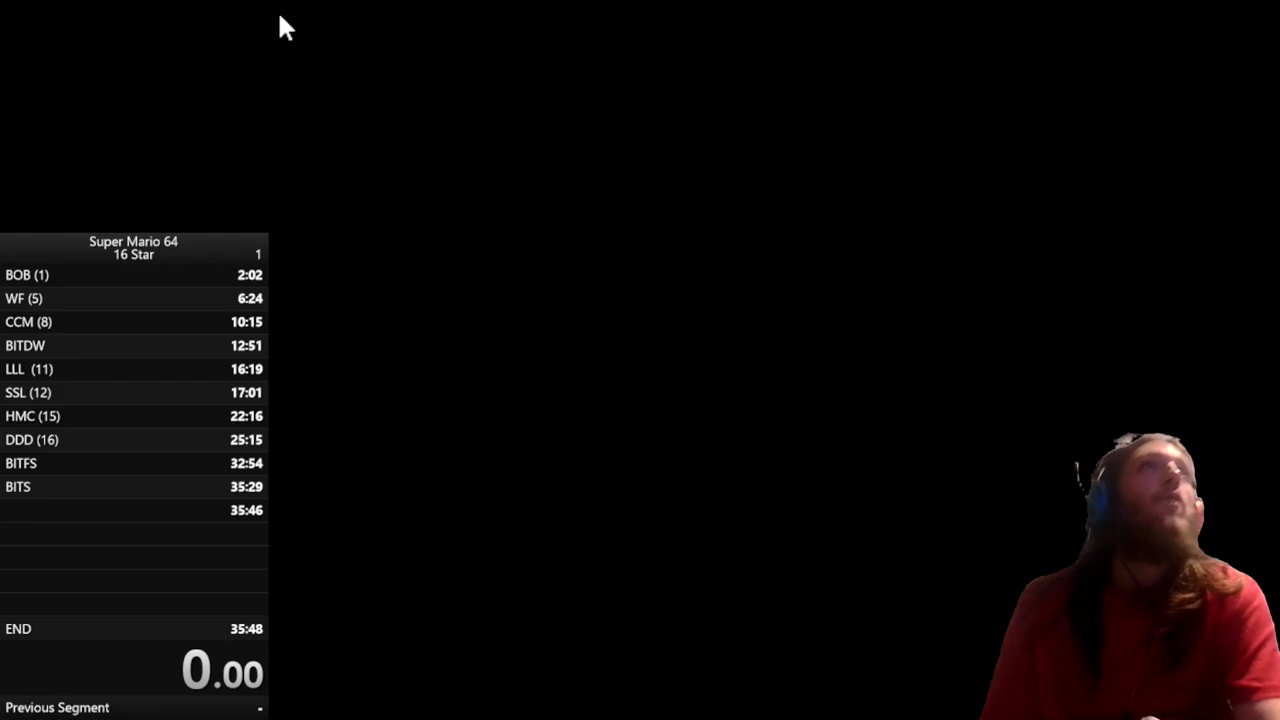 Super Mario 64
16 Star 1
BOB (1) 2:02
WF (5) 6:24
CCM (8) 10:15
BITDW 12:51
LLL (11) 16:19
SSL (12) 17:01
HMC (15) 22:16
DDD (16) 25:15
BITFS 32:54
BITS 35:29
35:46
END 35:48
0.00
Previous Segment -